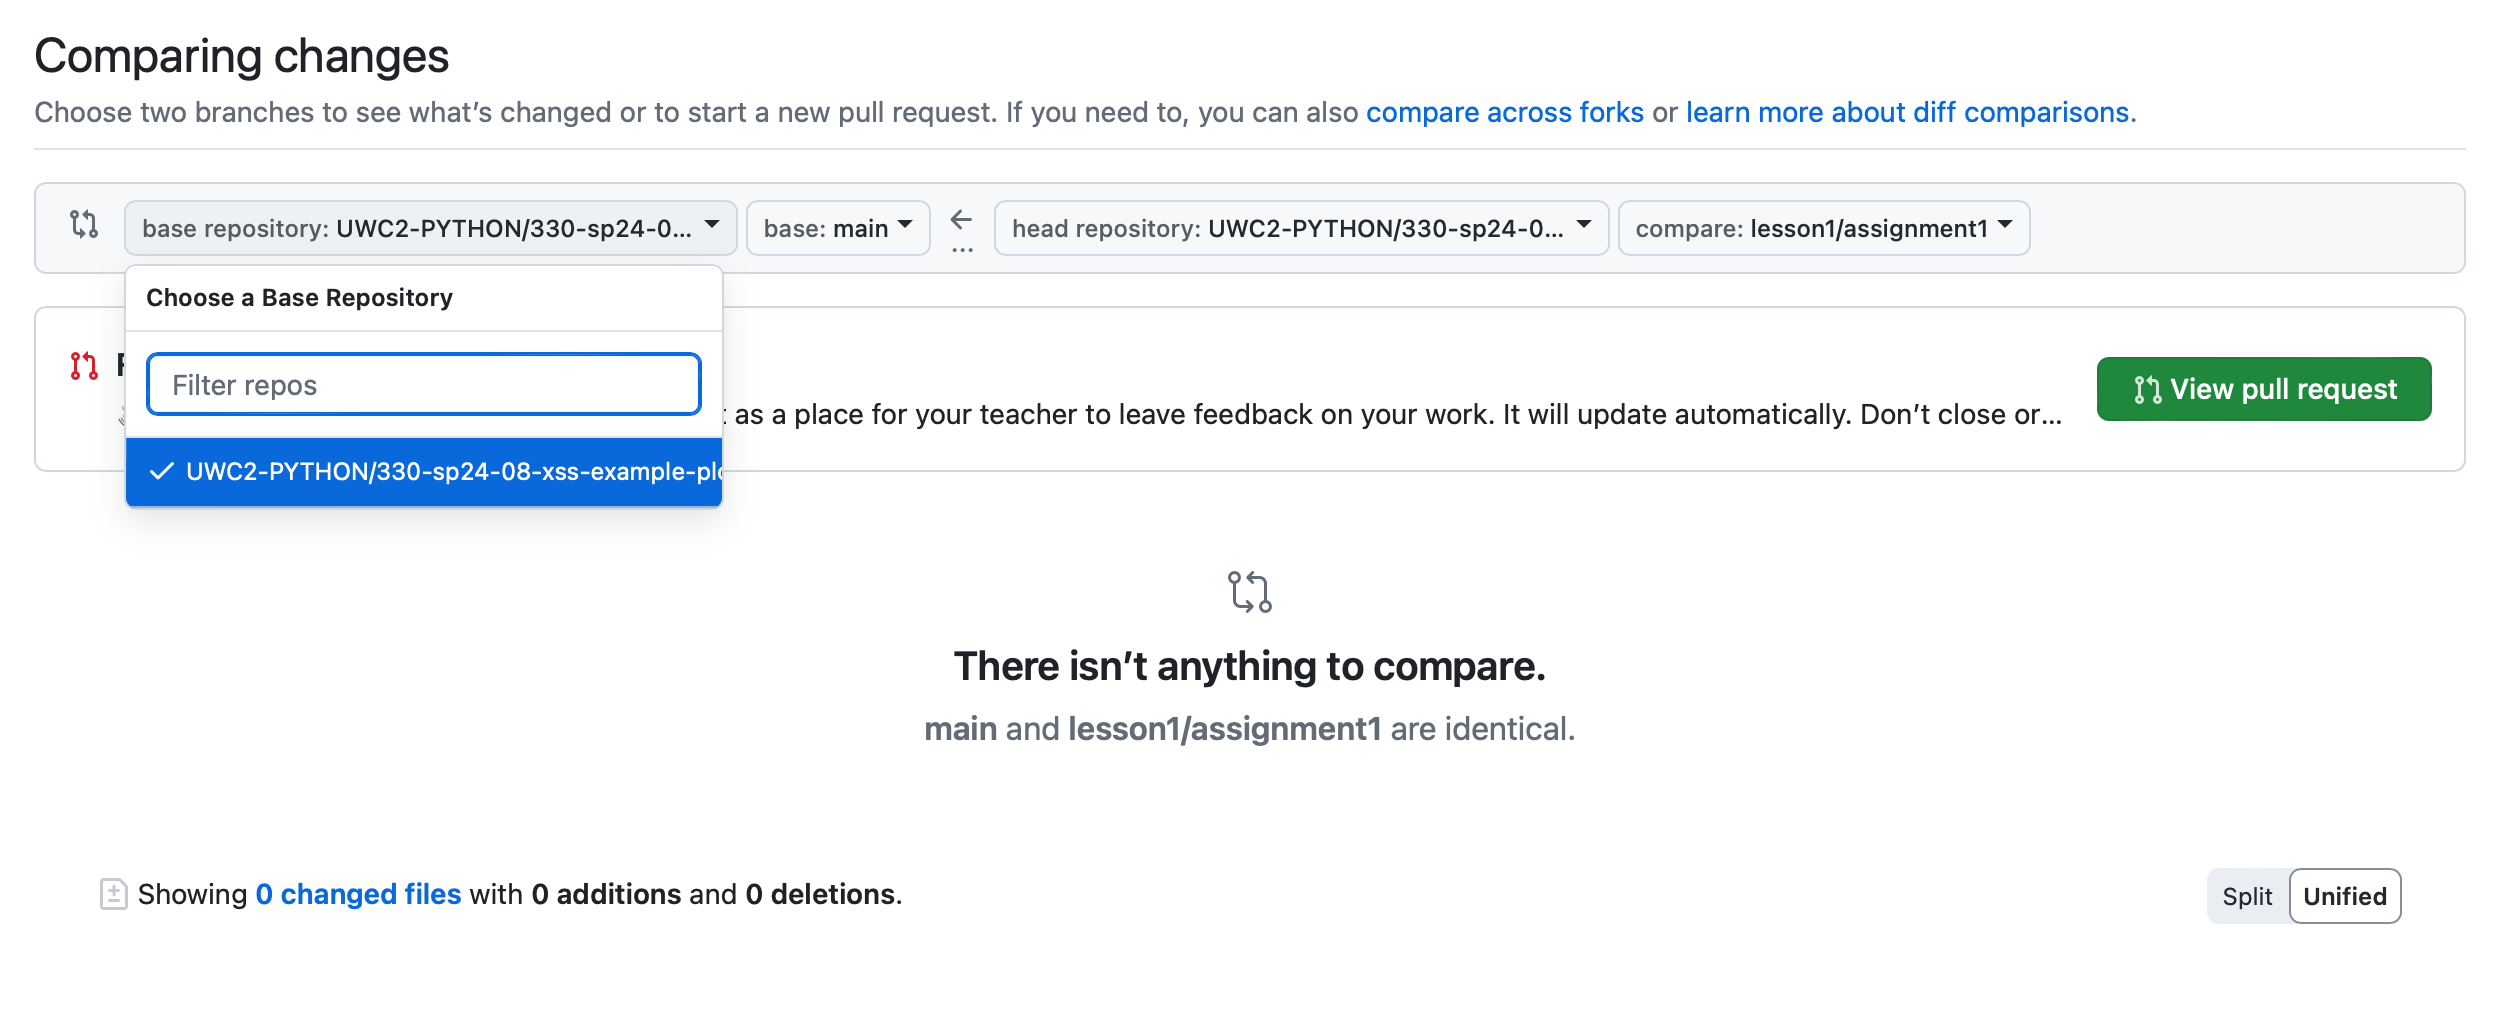 Comparing changes
Choose two branches to see what's changed or to start a new pull request. If you need to, you can also compare across forks or learn more about diff comparisons.
base repository: UWC2-PYTHON/330-sp24-0... base: main ... head repository: UWC2-PYTHON/330-sp24-0... compare: lesson1/assignment1
Choose a Base Repository
Filter repos
as a place for your teacher to leave feedback on your work. It will update automatically. Don't close or...
View pull request
UWC2-PYTHON/330-sp24-08-xss-example-plo
There isn't anything to compare.
main and lesson1/assignment1 are identical.
Showing 0 changed files with 0 additions and 0 deletions.
Split Unified